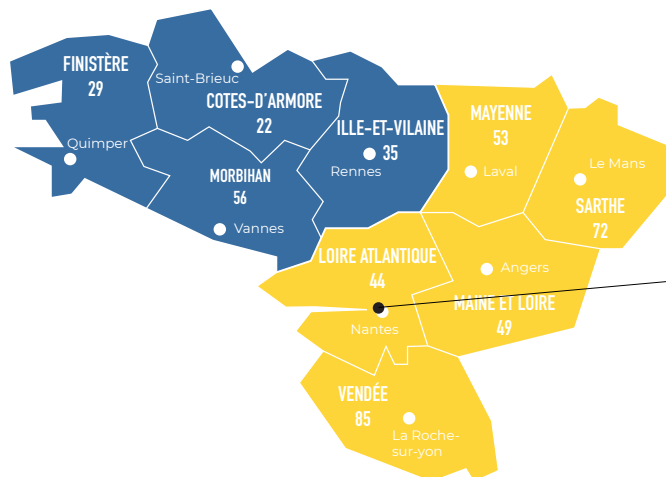 FINISTÈRE
29
Quimper
Saint-Brieuc
COTES-D'ARMORE
22
MORBIHAN
56
Vannes
ILLE-ET-VILAINE
35
Rennes
MAYENNE
53
Laval
Le Mans
SARTHE
72
LOIRE ATLANTIQUE
44
Nantes
Angers
MAINE ET LOIRE
49
VENDÉE
85
La Roche-
sur-yon